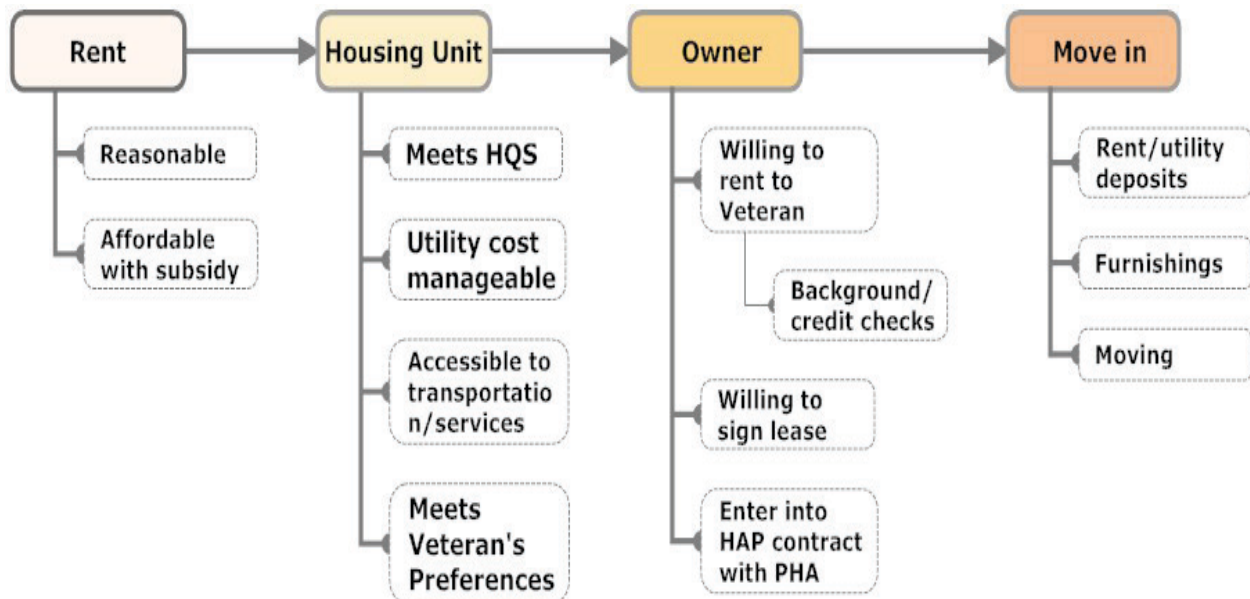 Rent
Housing Unit
Owner
Move in
Reasonable
Affordable
with subsidy
Meets HQS
Utility cost
manageable
Accessible to
transportatio
n/services
Meets
Veteran's
Preferences
Willing to
rent to
Veteran
Background/
credit checks
Willing to
sign lease
Enter into
HAP contract
with PHA
Rent/utility
deposits
Furnishings
Moving